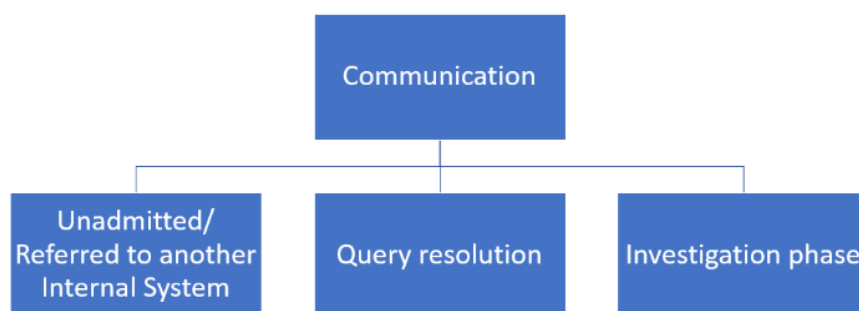 Communication
Unadmitted/
Referred to another
Internal System
Query resolution
Investigation phase